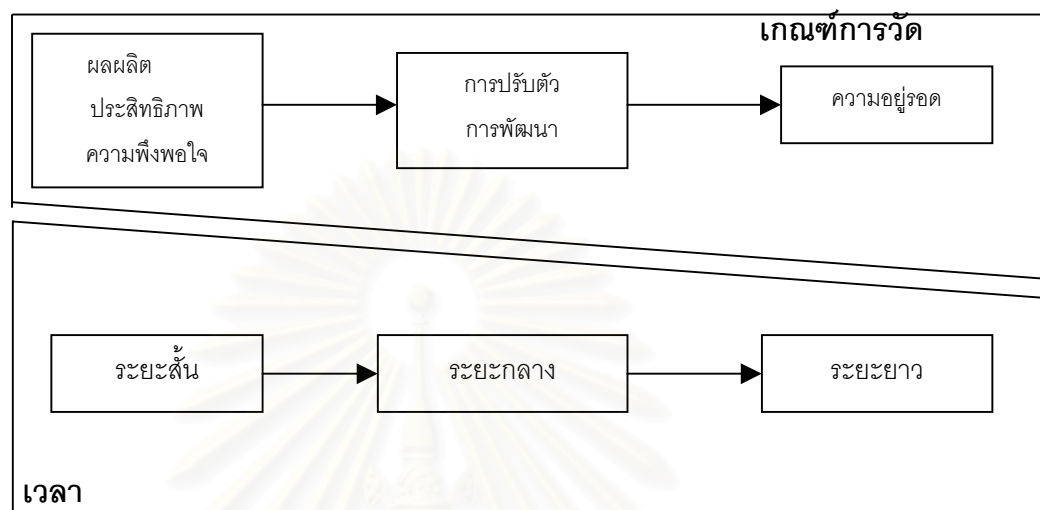 เกณฑ์การวัด
ผลผลิต
ประสิทธิภาพ
ความพึงพอใจ
การปรับตัว
การพัฒนา
ความอยู่รอด
ระยะสั้น
ระยะกลาง
ระยะยาว
เวลา